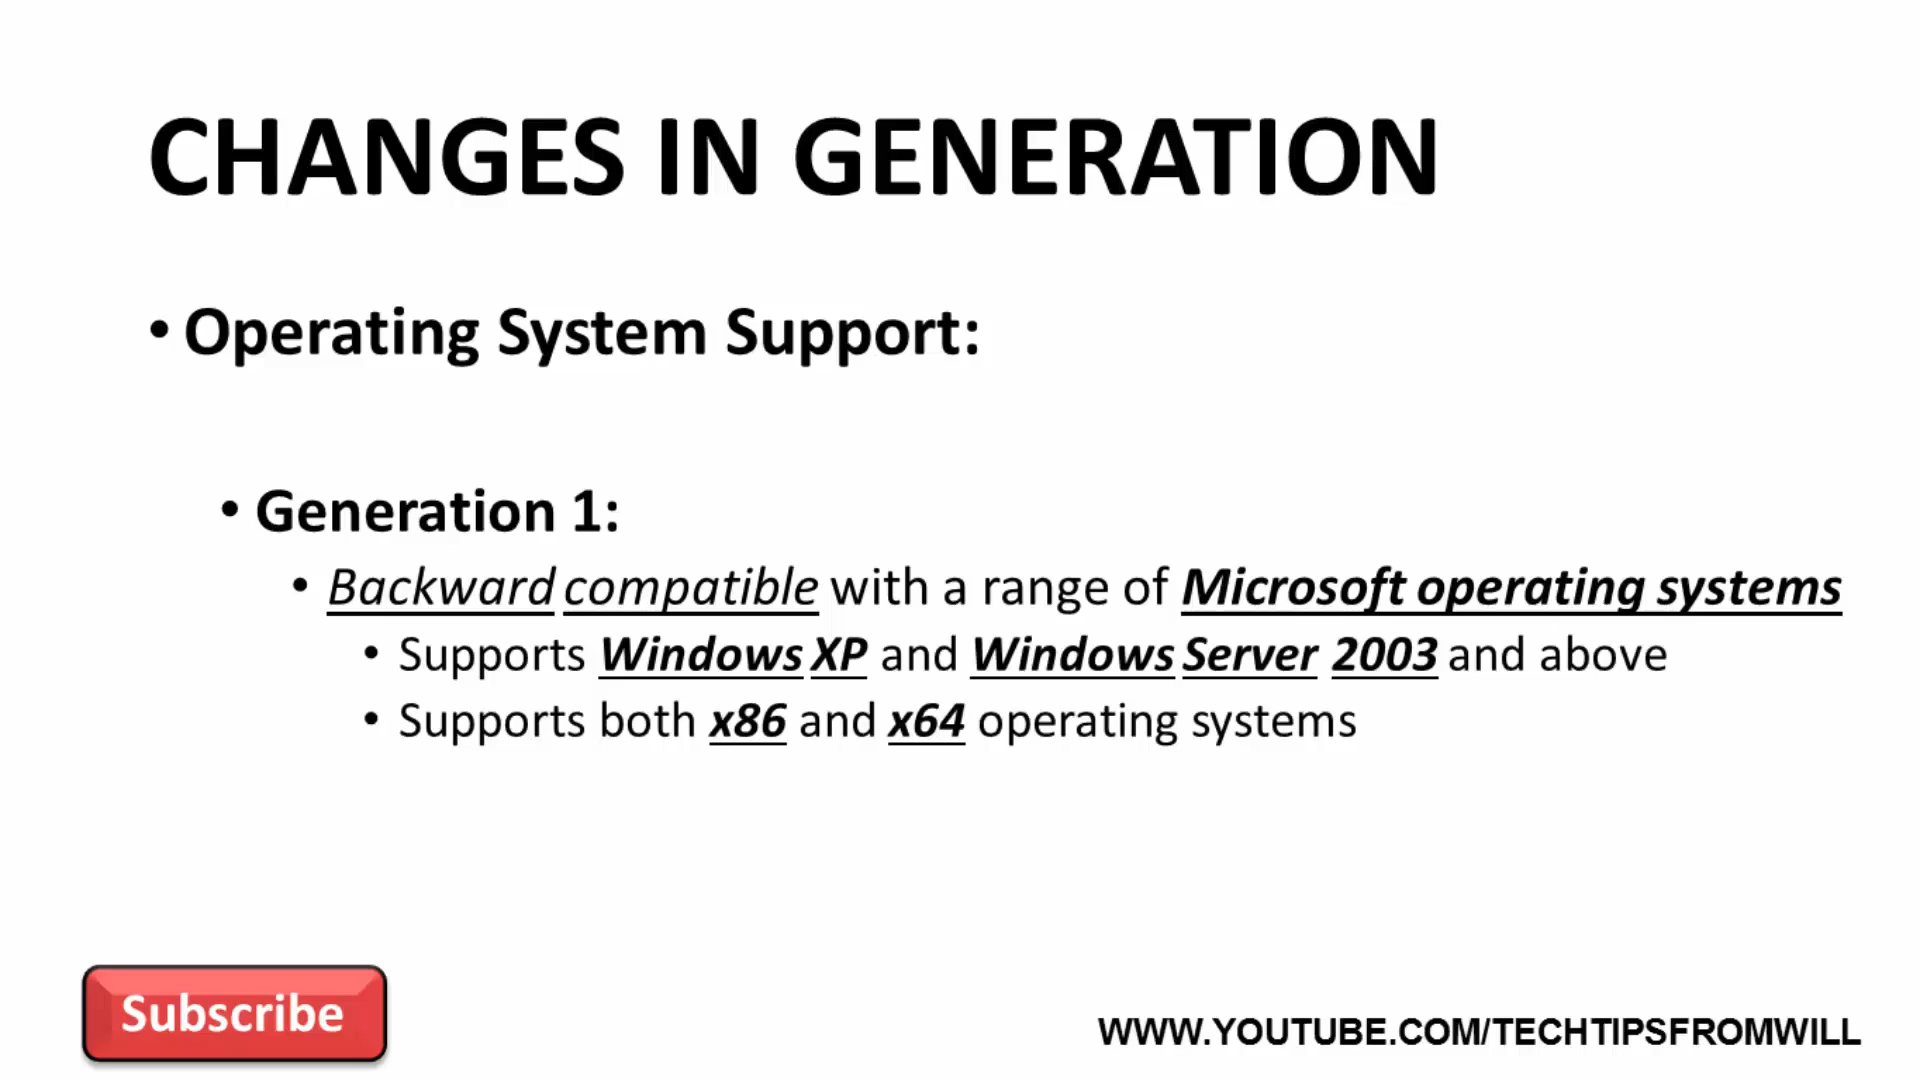 CHANGES IN GENERATION
• Operating System Support:
• Generation 1:
• Backward compatible with a range of Microsoft operating systems
• Supports Windows XP and Windows Server 2003 and above
• Supports both x86 and x64 operating systems
Subscribe
WWW.YOUTUBE.COM/TECHTIPSFROMWILL